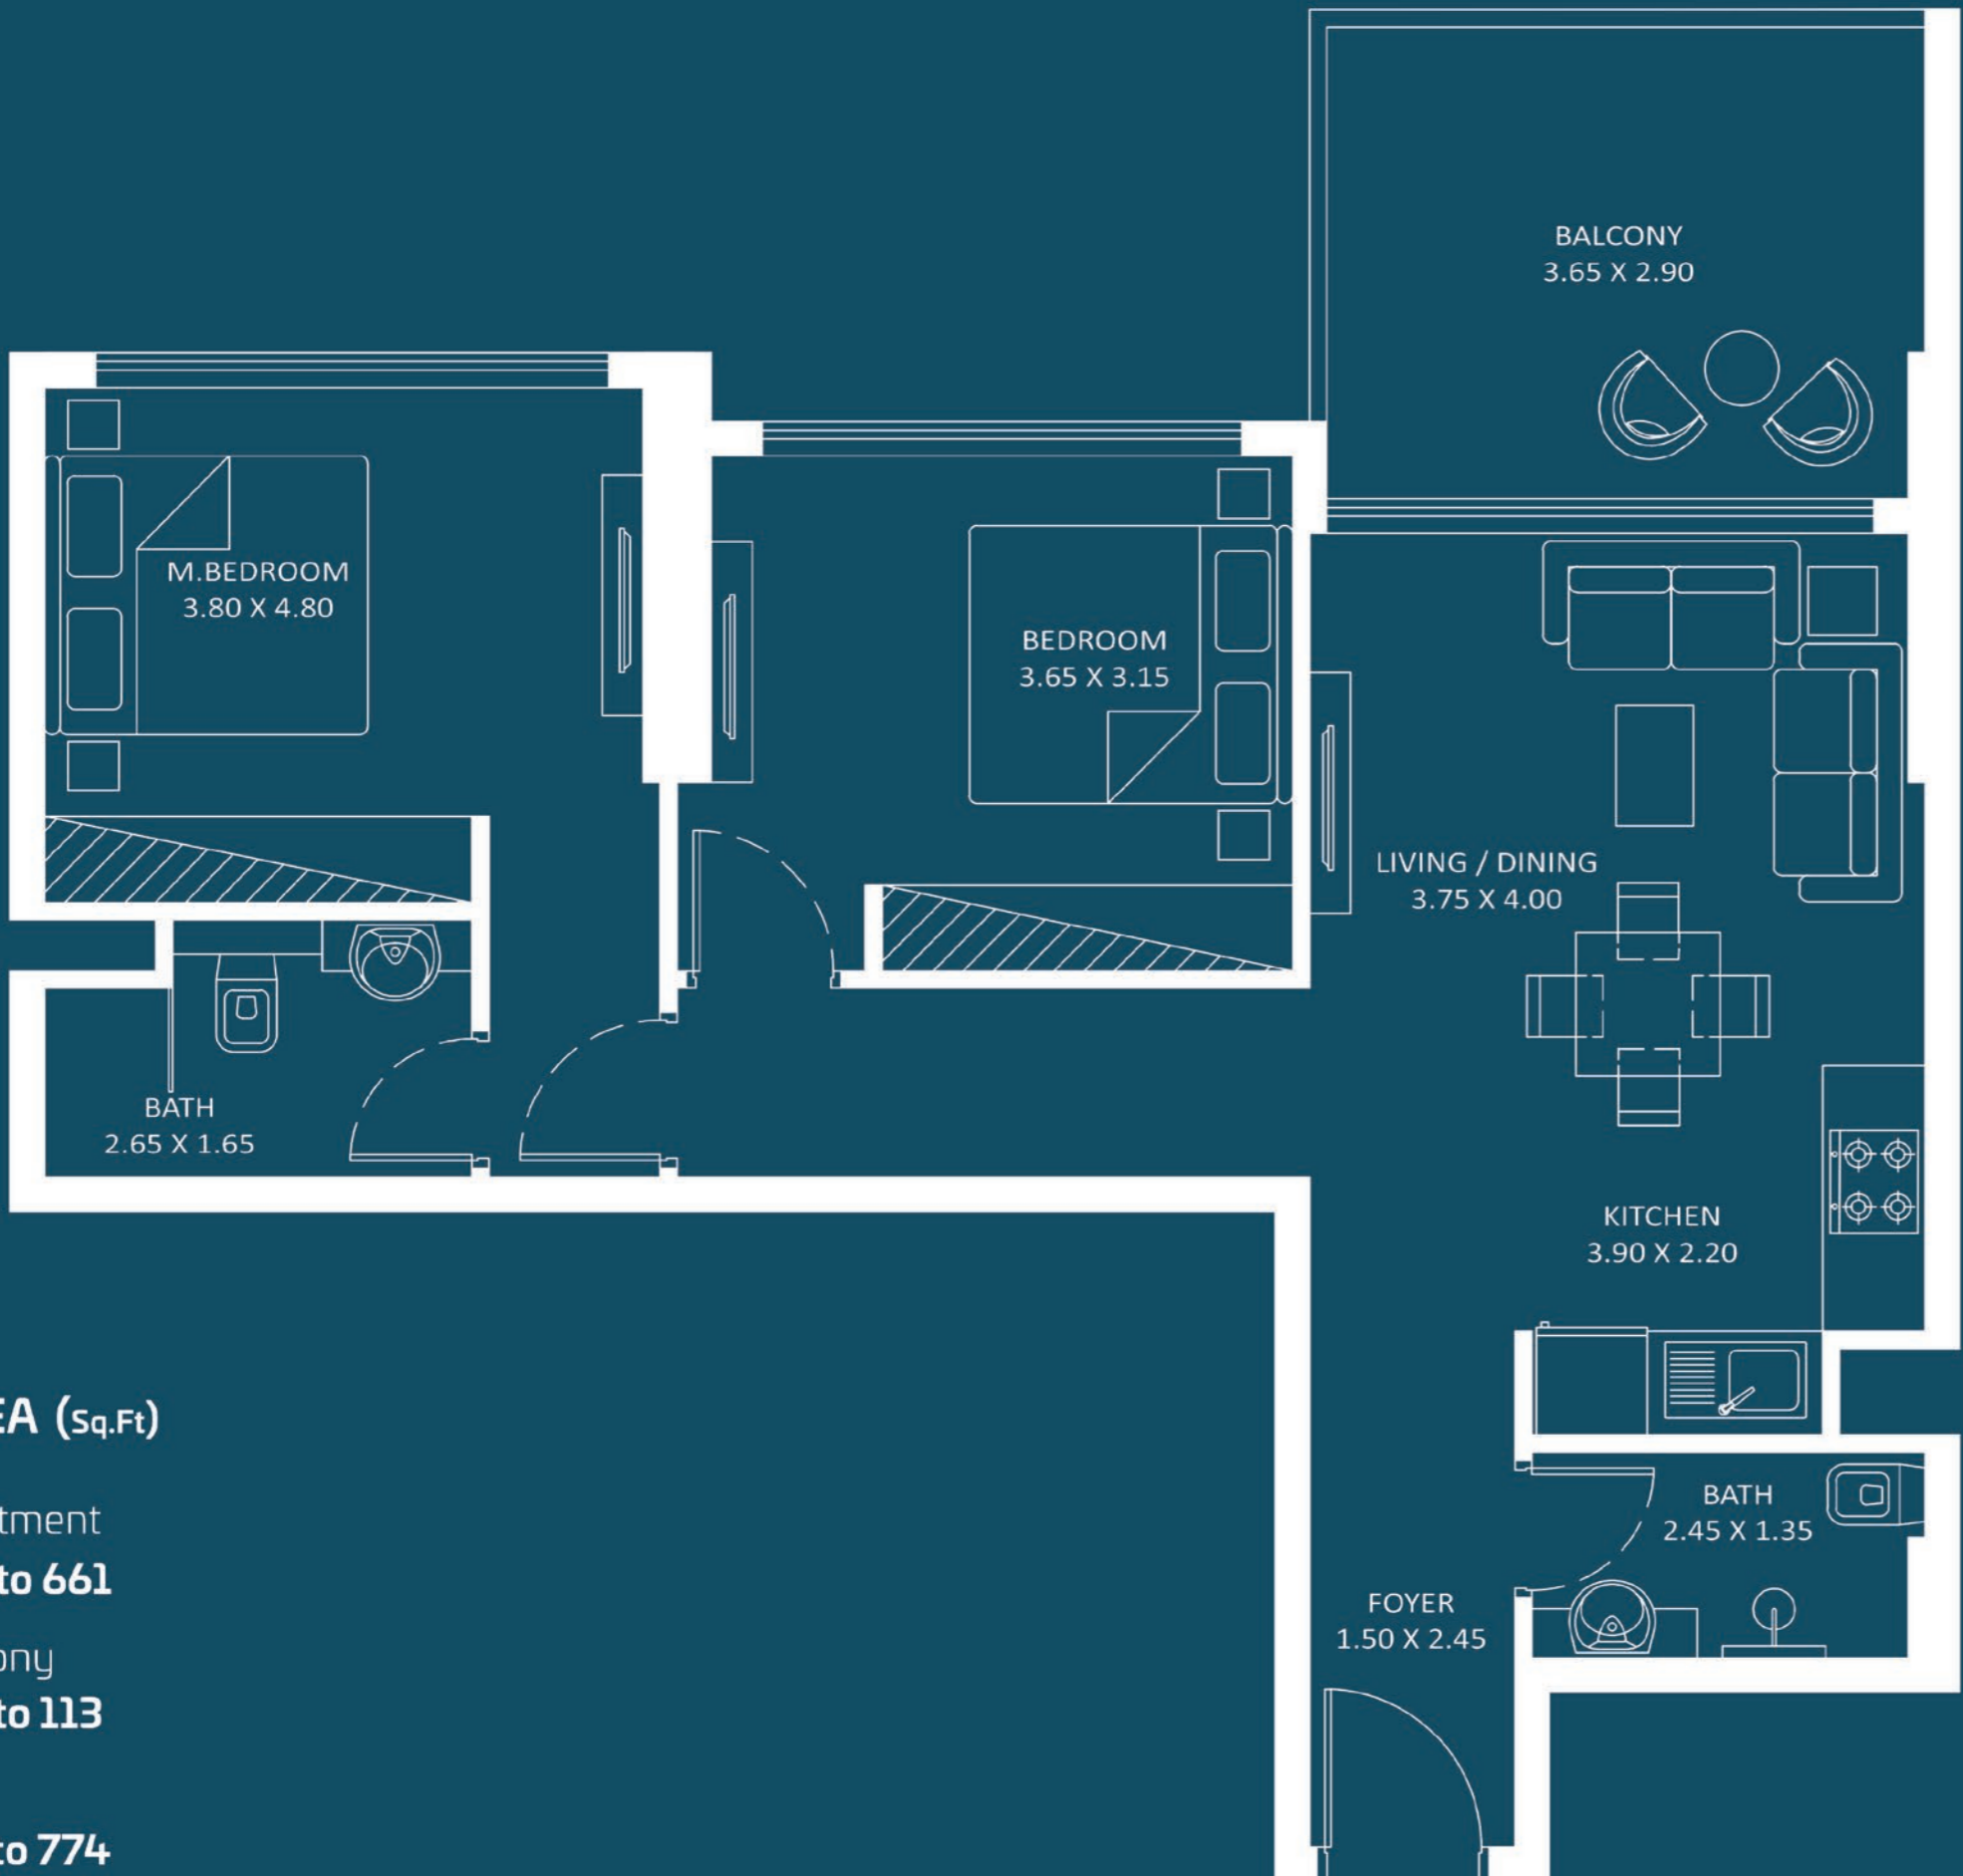 BALCONY
3.65 X 2.90
M.BEDROOM
3.80 X 4.80
BEDROOM
3.65 X 3.15
LIVING / DINING
3.75 X 4.00
BATH
2.65 X 1.65
KITCHEN
3.90 X 2.20
BATH
2.45 X 1.35
FOYER
1.50 X 2.45
EA (Sq.Ft)
tment
to 661
ony
to 113
to 774